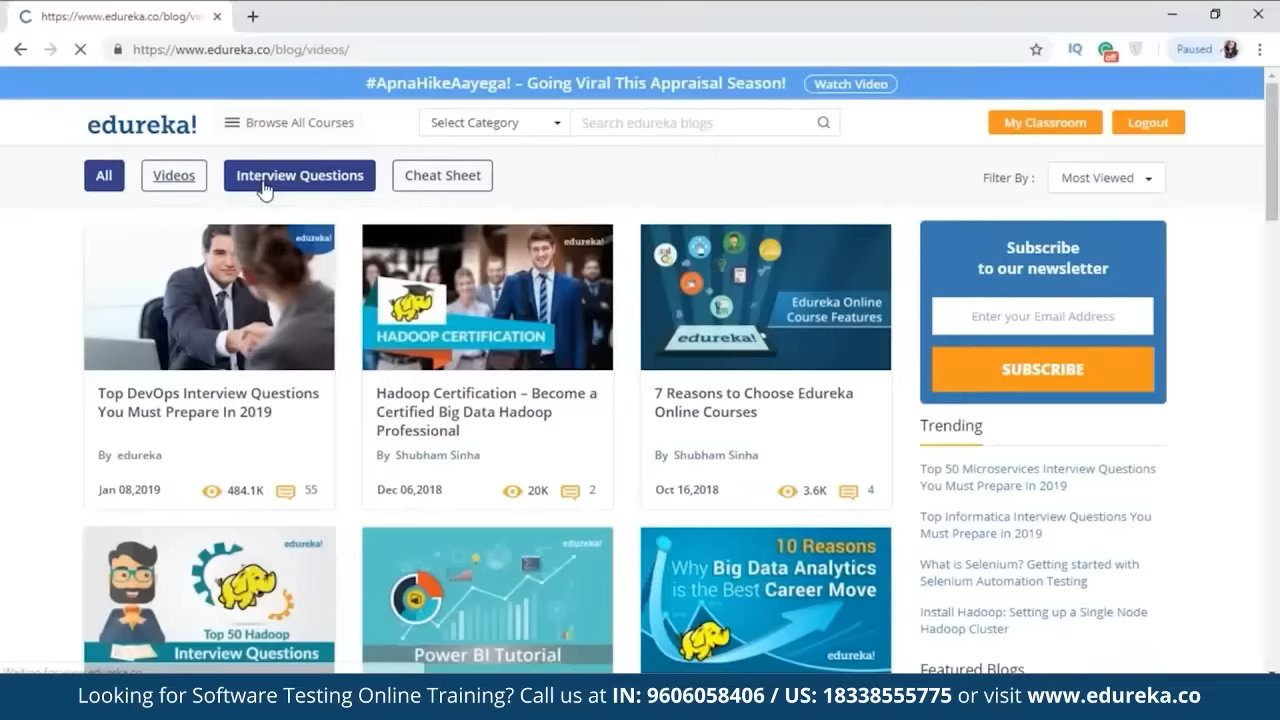 https://www.edureka.co/blog/vi
https://www.edureka.co/blog/videos/
IQ
off
Paused
#ApnaHikeAayega! – Going Viral This Appraisal Season!
Watch Video
edureka!
Browse All Courses
Select Category
Search edureka blogs
My Classroom
Logout
All
Videos
Interview Questions
Cheat Sheet
Filter By :
Most Viewed
edureka!
Top DevOps Interview Questions
You Must Prepare In 2019
By edureka
Jan 08,2019
484.1K
55
edureka!
HADOOP CERTIFICATION
Hadoop Certification – Become a
Certified Big Data Hadoop
Professional
By Shubham Sinha
Dec 06,2018
20K
2
Edureka Online
Course Features
edureka!
7 Reasons to Choose Edureka
Online Courses
By Shubham Sinha
Oct 16,2018
3.6K
4
Subscribe
to our newsletter
Enter your Email Address
SUBSCRIBE
Trending
Top 50 Microservices Interview Questions
You Must Prepare In 2019
Top Informatica Interview Questions You
Must Prepare in 2019
What is Selenium? Getting started with
Selenium Automation Testing
Install Hadoop: Setting up a Single Node
Hadoop Cluster
Featured Blogs
edureka!
Top 50 Hadoop
Interview Questions
edureka!
Power BI Tutorial
10 Reasons
Why Big Data Analytics
is the Best Career Move
edureka!
Looking for Software Testing Online Training? Call us at IN: 9606058406 / US: 18338555775 or visit www.edureka.co